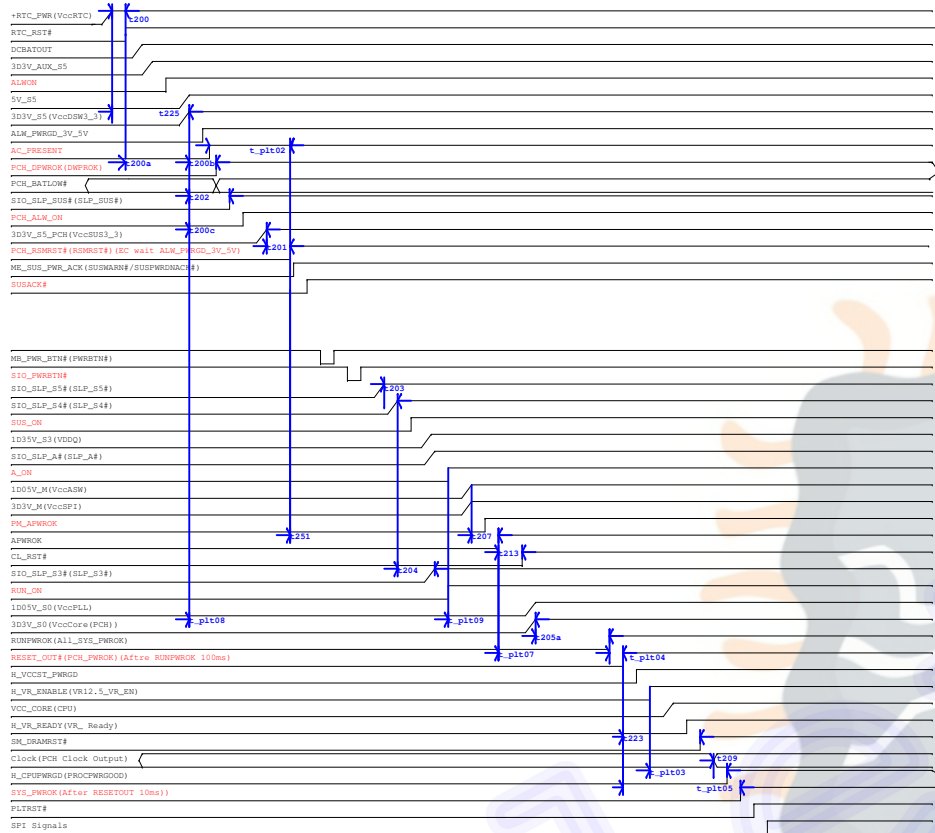 +RTC_PWR(VccRTC)
t200
RTC_RST#
DCBATOUT
3D3V_AUX_S5
ALWON
5V_S5
3D3V_S5(VccDSW3_3)
t225
ALW_PWRGD_3V_5V
AC_PRESENT
t_plt02
PCH_DPWROK(DWPROK)
t200a
t200b
PCH_BATLOW#
SIO_SLP_SUS#(SLP_SUS#)
t202
PCH_ALW_ON
3D3V_S5_PCH(VccSUS3_3)
t200c
PCH_RSMRST#(RSMRST#)(EC wait ALW_PWRGD_3V_5V)
t201
ME_SUS_PWR_ACK(SUSWARN#/SUSPWRDNACK#)
SUSACK#
MB_PWR_BTN#(PWRBTN#)
SIO_PWRBTN#
SIO_SLP_S5#(SLP_S5#)
t203
SIO_SLP_S4#(SLP_S4#)
SUS_ON
1D35V_S3(VDDQ)
SIO_SLP_A#(SLP_A#)
A_ON
1D05V_M(VccASW)
3D3V_M(VccSPI)
PM_APWROK
APWROK
t251
t207
CL_RST#
t213
SIO_SLP_S3#(SLP_S3#)
t204
RUN_ON
1D05V_S0(VccPLL)
3D3V_S0(VccCore(PCH))
t_plt08
t_plt09
RUNPWROK(All_SYS_PWROK)
t205a
RESET_OUT#(PCH_PWROK)(Aftre RUNPWROK 100ms)
t_plt07
t_plt04
H_VCCST_PWRGD
H_VR_ENABLE(VR12.5_VR_EN)
VCC_CORE(CPU)
H_VR_READY(VR_ Ready)
SM_DRAMRST#
t223
Clock(PCH Clock Output)
t209
H_CPUPWRGD(PROCPWRGOOD)
t_plt03
SYS_PWROK(After RESETOUT 10ms))
t_plt05
PLTRST#
SPI Signals